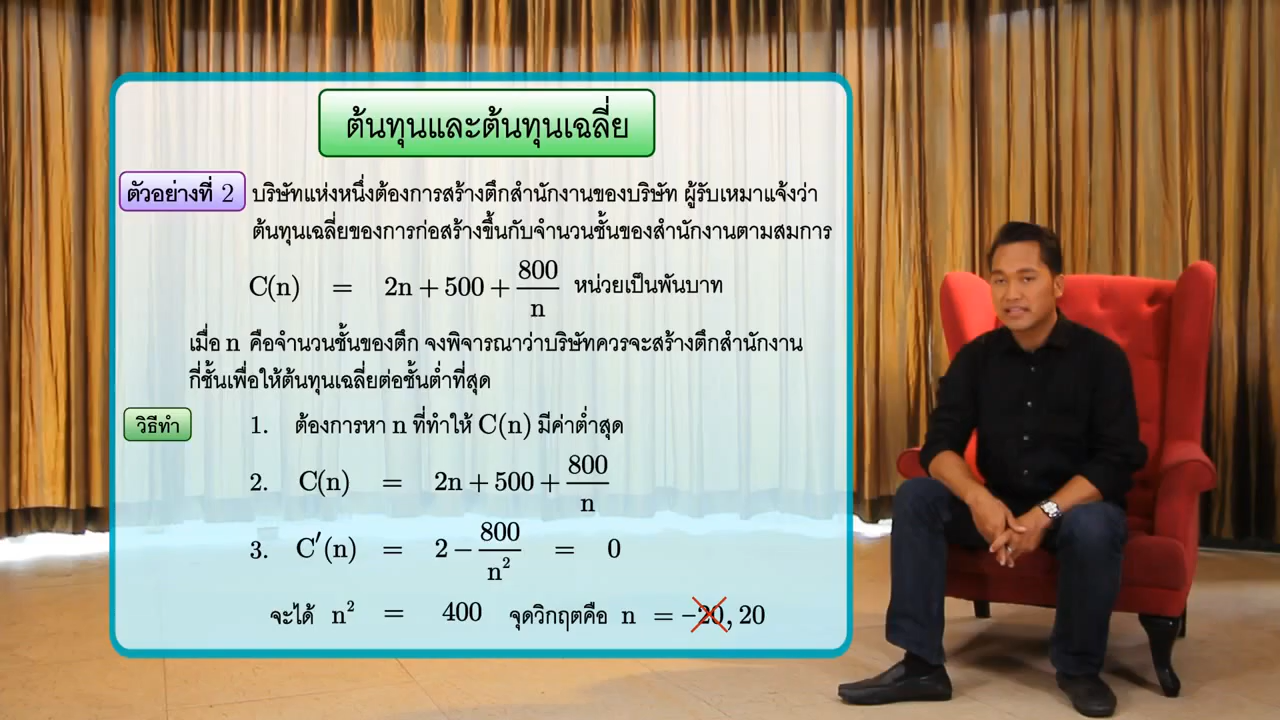 ต้นทุนและต้นทุนเฉลี่ย
ตัวอย่างที่ 2 บริษัทแห่งหนึ่งต้องการสร้างตึกสำนักงานของบริษัท ผู้รับเหมาแจ้งว่า
ต้นทุนเฉลี่ยของการก่อสร้างขึ้นกับจำนวนชั้นของสำนักงานตามสมการ
C(n) = 2n + 500 + 800/n หน่วยเป็นพันบาท
เมื่อ n คือจำนวนชั้นของตึก จงพิจารณาว่าบริษัทควรจะสร้างตึกสำนักงาน
กี่ชั้นเพื่อให้ต้นทุนเฉลี่ยต่อชั้นต่ำที่สุด
วิธีทำ 1. ต้องการหา n ที่ทำให้ C(n) มีค่าต่ำสุด
2. C(n) = 2n + 500 + 800/n
3. C′(n) = 2 − 800/n² = 0
จะได้ n² = 400 จุดวิกฤตคือ n = −20, 20